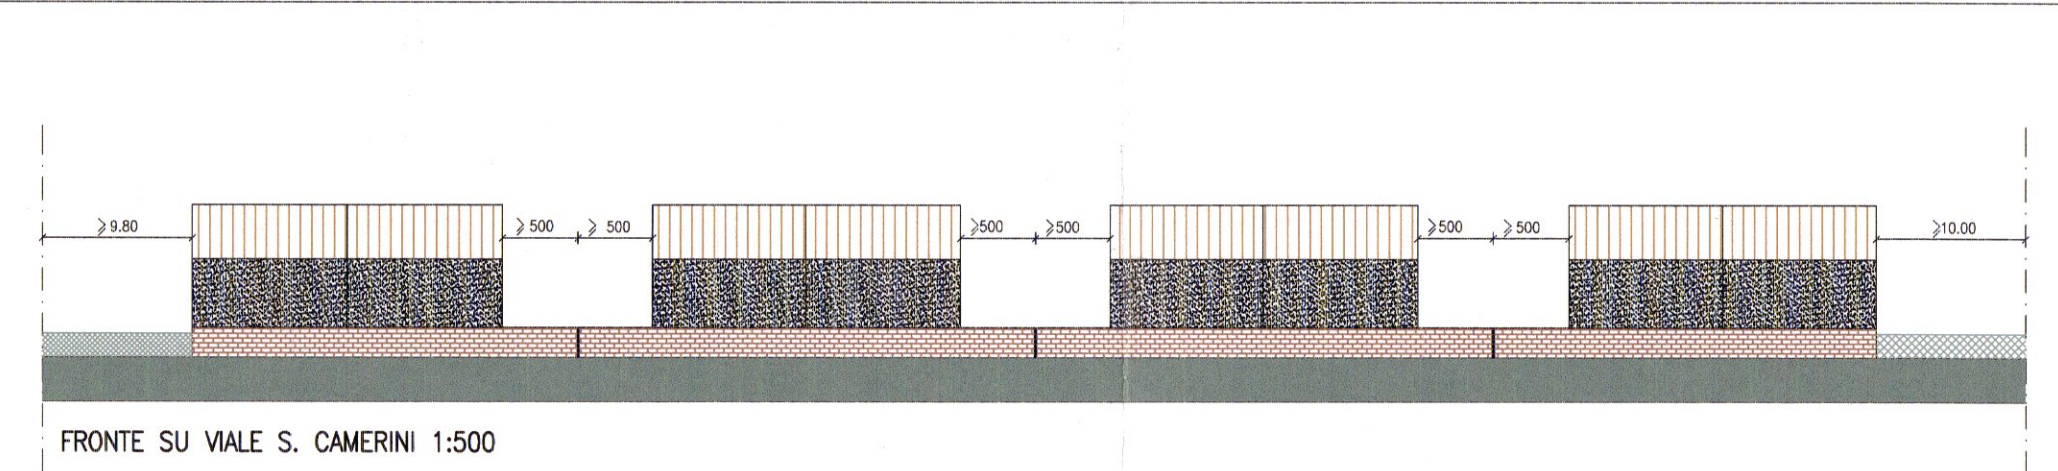 ⩾ 9.80 ⩾ 500 ⩾ 500 ⩾500 ⩾500 ⩾500 ⩾ 500 ⩾10.00
FRONTE SU VIALE S. CAMERINI 1:500